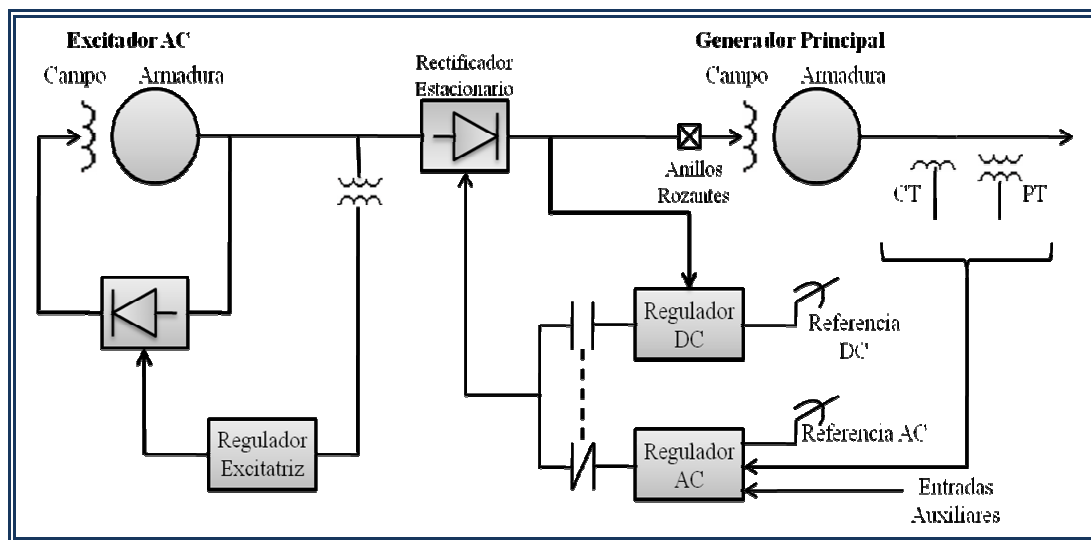 Excitador AC
Campo
Armadura
Rectificador
Estacionario
Generador Principal
Campo
Armadura
Anillos
Rozantes
CT
PT
Regulador
DC
Referencia
DC
Regulador
Excitatriz
Regulador
AC
Referencia AC
Entradas
Auxiliares